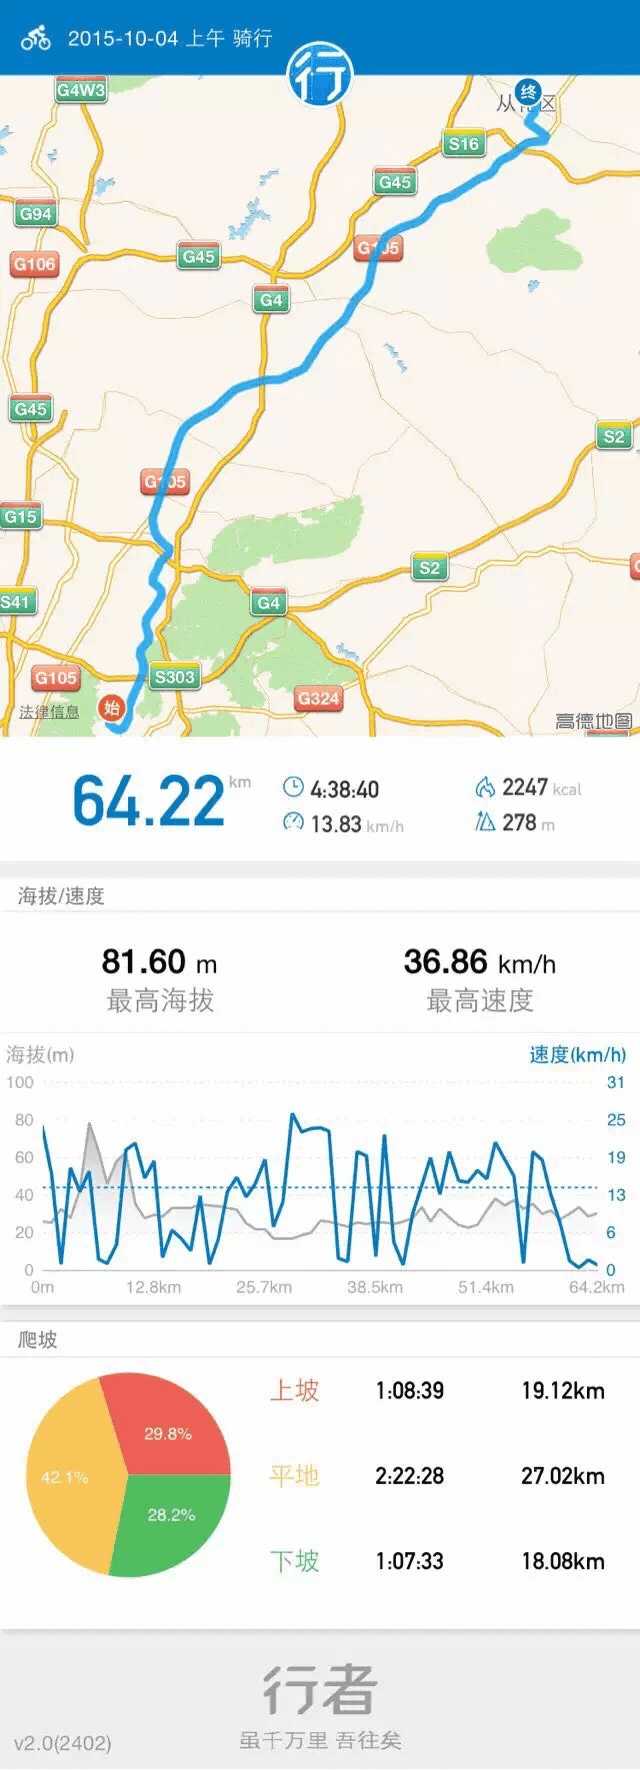 2015-10-04 上午 骑行
行
G4W3
终
从化区
S16
G45
G94
G105
G106
G45
G4
G45
S2
G105
G15
S2
S41
G4
G105
S303
G324
始
法律信息
高德地图
64.22 km
4:38:40
2247 kcal
13.83 km/h
278 m
海拔/速度
81.60 m
36.86 km/h
最高海拔
最高速度
海拔(m)
速度(km/h)
100
31
80
25
60
19
40
13
20
6
0
0
0m
12.8km
25.7km
38.5km
51.4km
64.2km
爬坡
上坡 1:08:39 19.12km
29.8%
平地 2:22:28 27.02km
42.1%
28.2%
下坡 1:07:33 18.08km
行者
虽千万里 吾往矣
v2.0(2402)